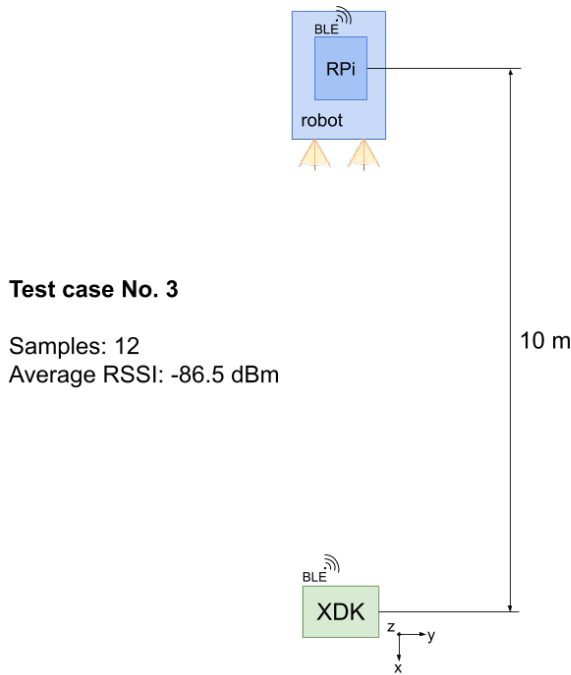 BLE
RPi
robot
Test case No. 3
Samples: 12
Average RSSI: -86.5 dBm
10 m
BLE
XDK
z
y
x